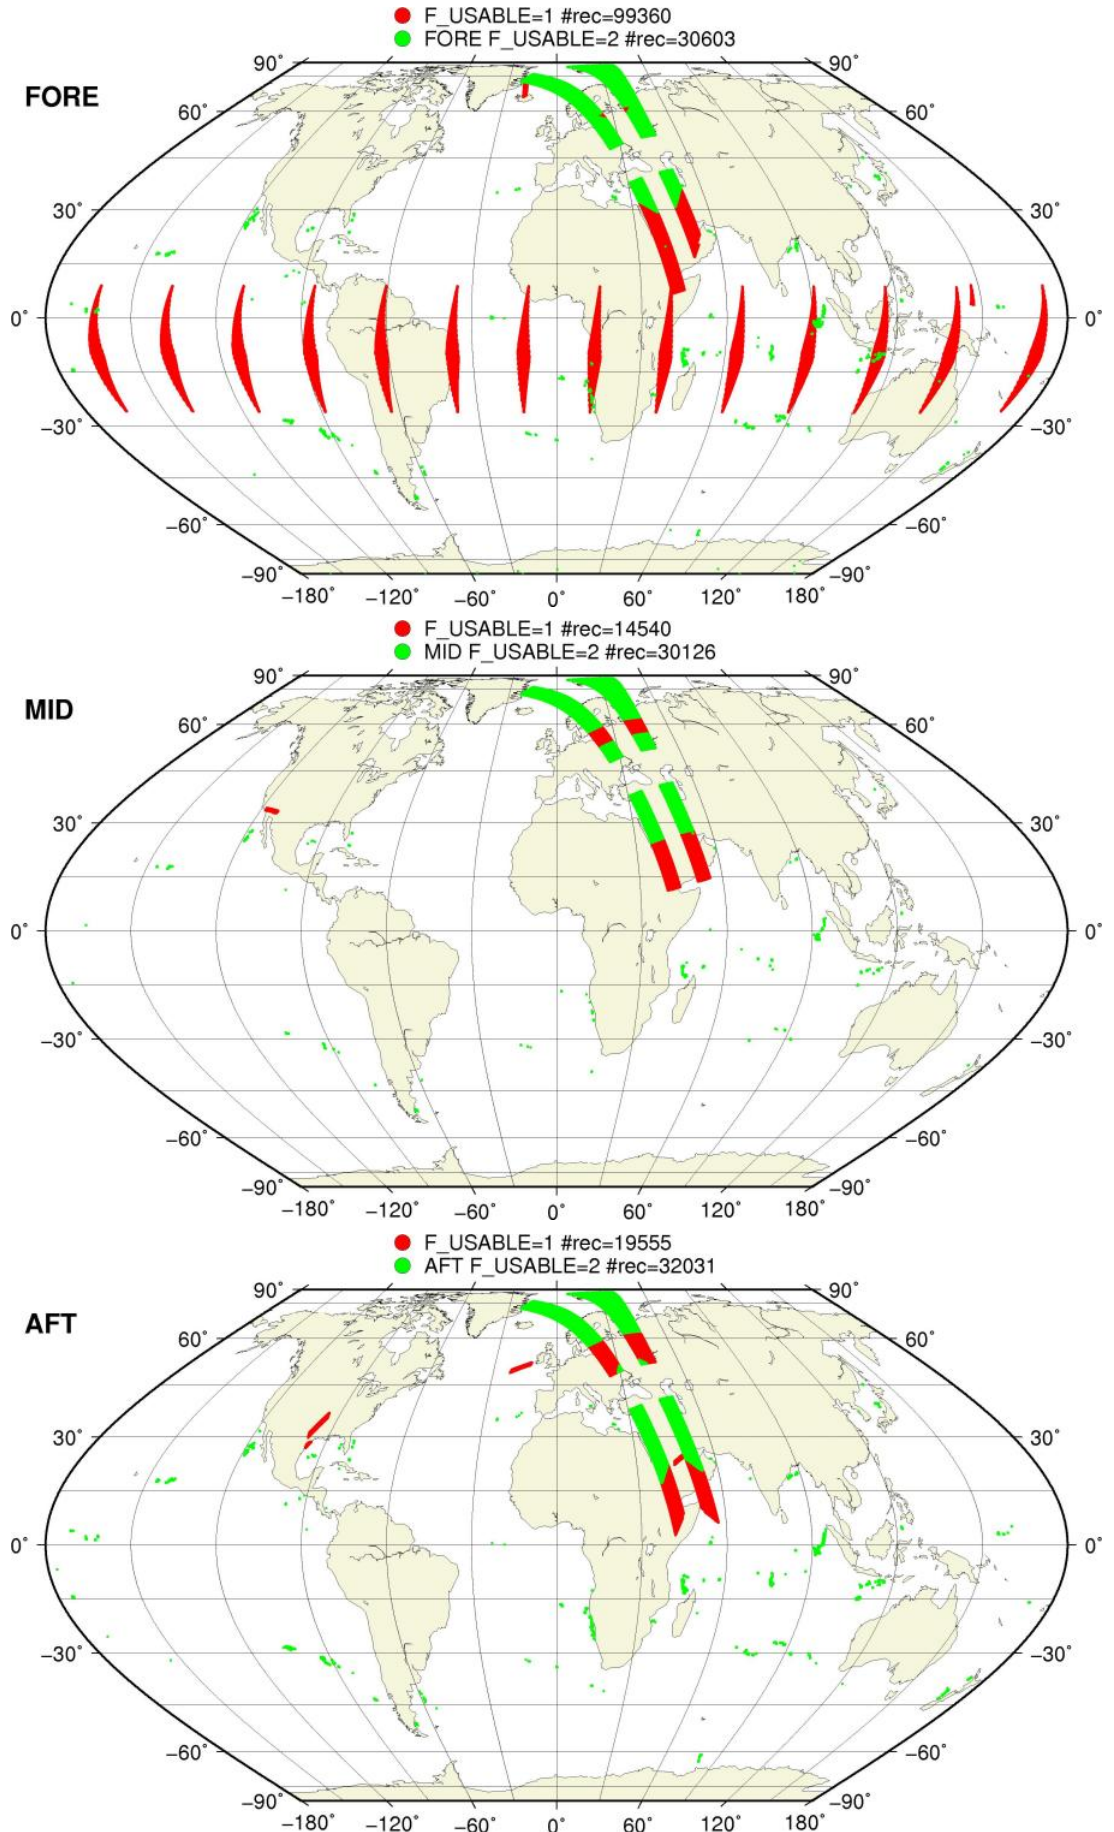 F_USABLE=1 #rec=99360
FORE F_USABLE=2 #rec=30603
FORE
90° 90°
60° 60°
30° 30°
0° 0°
−30° −30°
−60° −60°
−90° −90°
−180° −120° −60° 0° 60° 120° 180°
F_USABLE=1 #rec=14540
MID F_USABLE=2 #rec=30126
MID
90° 90°
60° 60°
30° 30°
0° 0°
−30° −30°
−60° −60°
−90° −90°
−180° −120° −60° 0° 60° 120° 180°
F_USABLE=1 #rec=19555
AFT F_USABLE=2 #rec=32031
AFT
90° 90°
60° 60°
30° 30°
0° 0°
−30° −30°
−60° −60°
−90° −90°
−180° −120° −60° 0° 60° 120° 180°